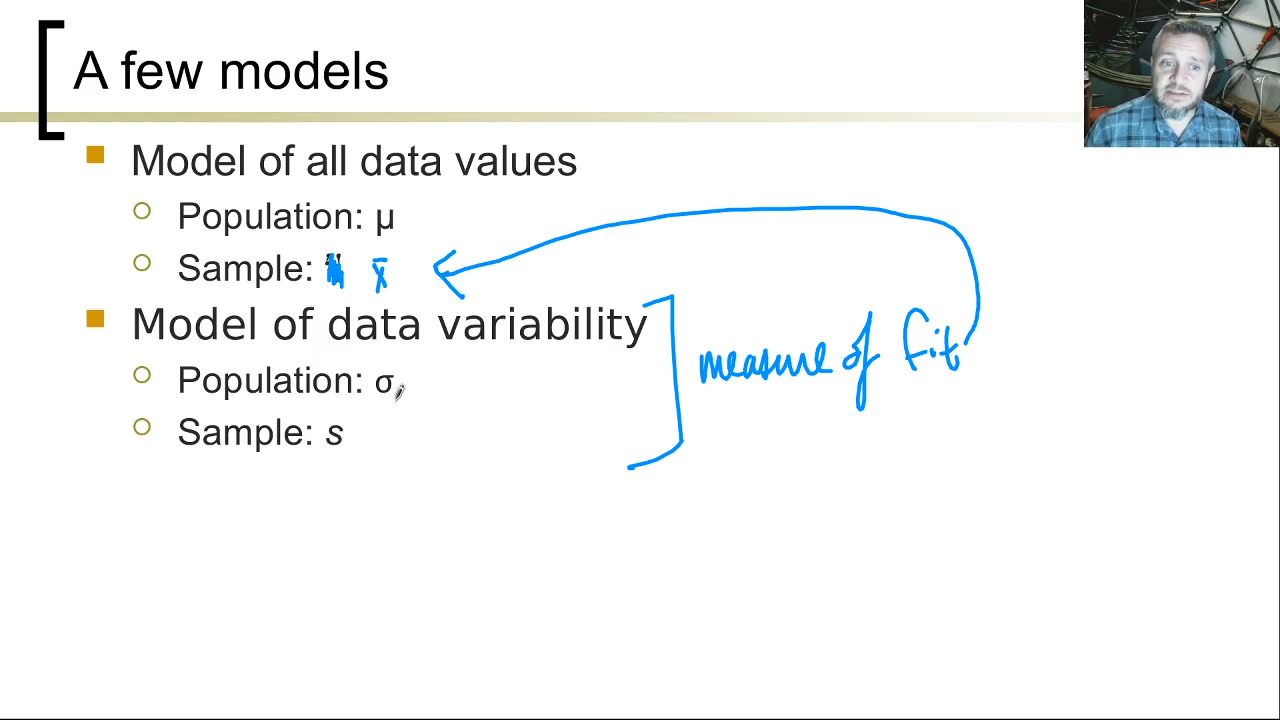 A few models
Model of all data values
Population: μ
Sample: x̄
Model of data variability
Population: σ
Sample: s
measure of fit